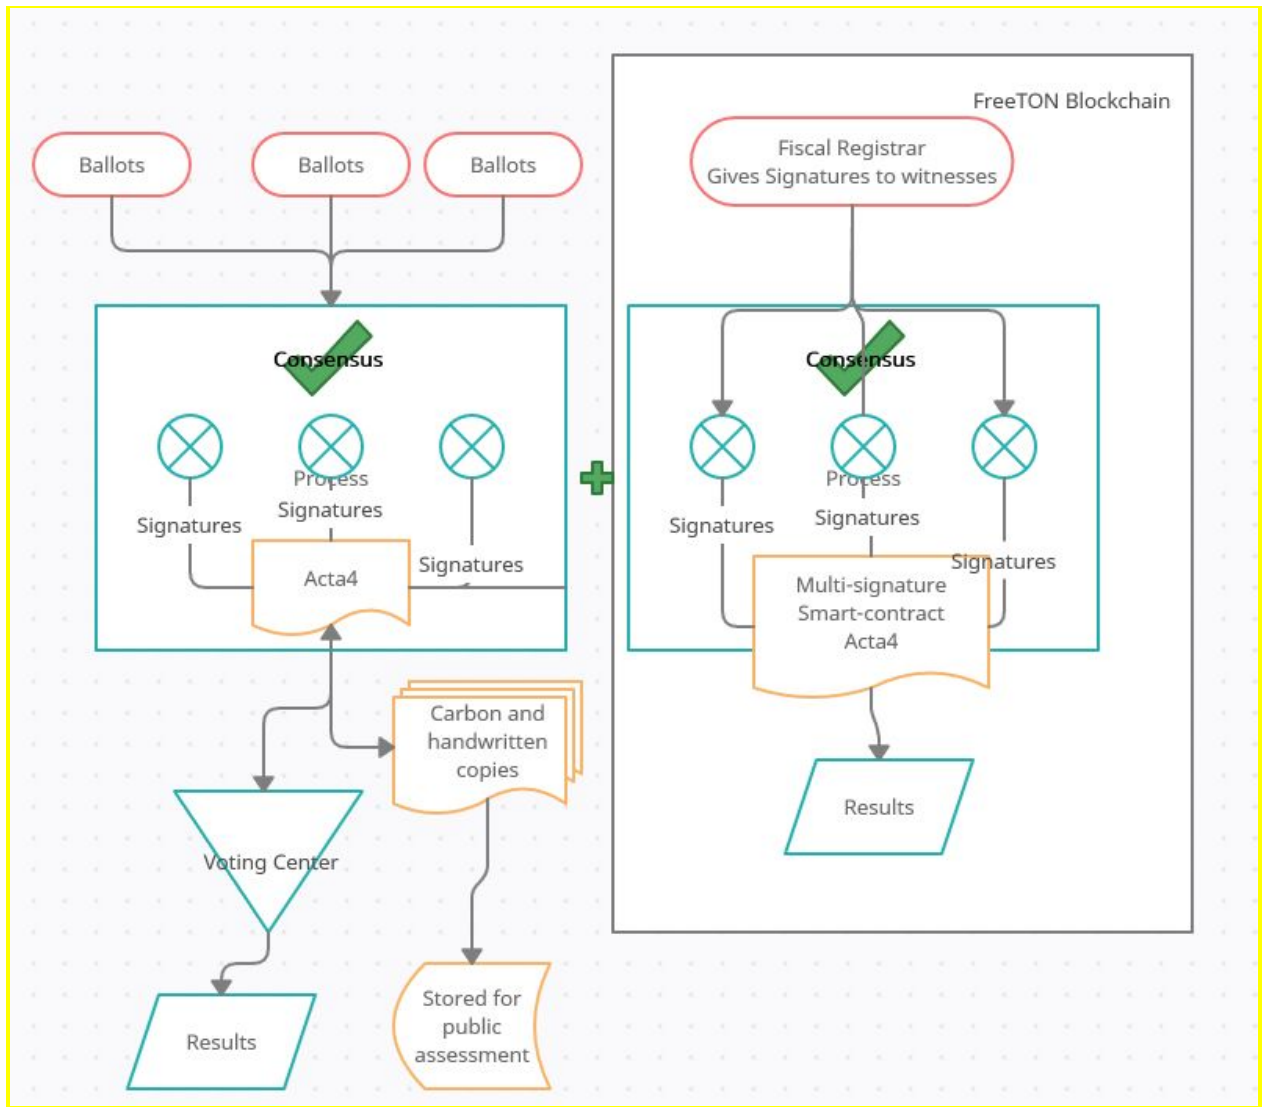 FreeTON Blockchain
Ballots
Ballots
Ballots
Fiscal Registrar
Gives Signatures to witnesses
Consensus
Process
Signatures
Signatures
Signatures
Acta4
Consensus
Process
Signatures
Signatures
Signatures
Multi-signature
Smart-contract
Acta4
Carbon and
handwritten
copies
Voting Center
Results
Stored for
public
assessment
Results